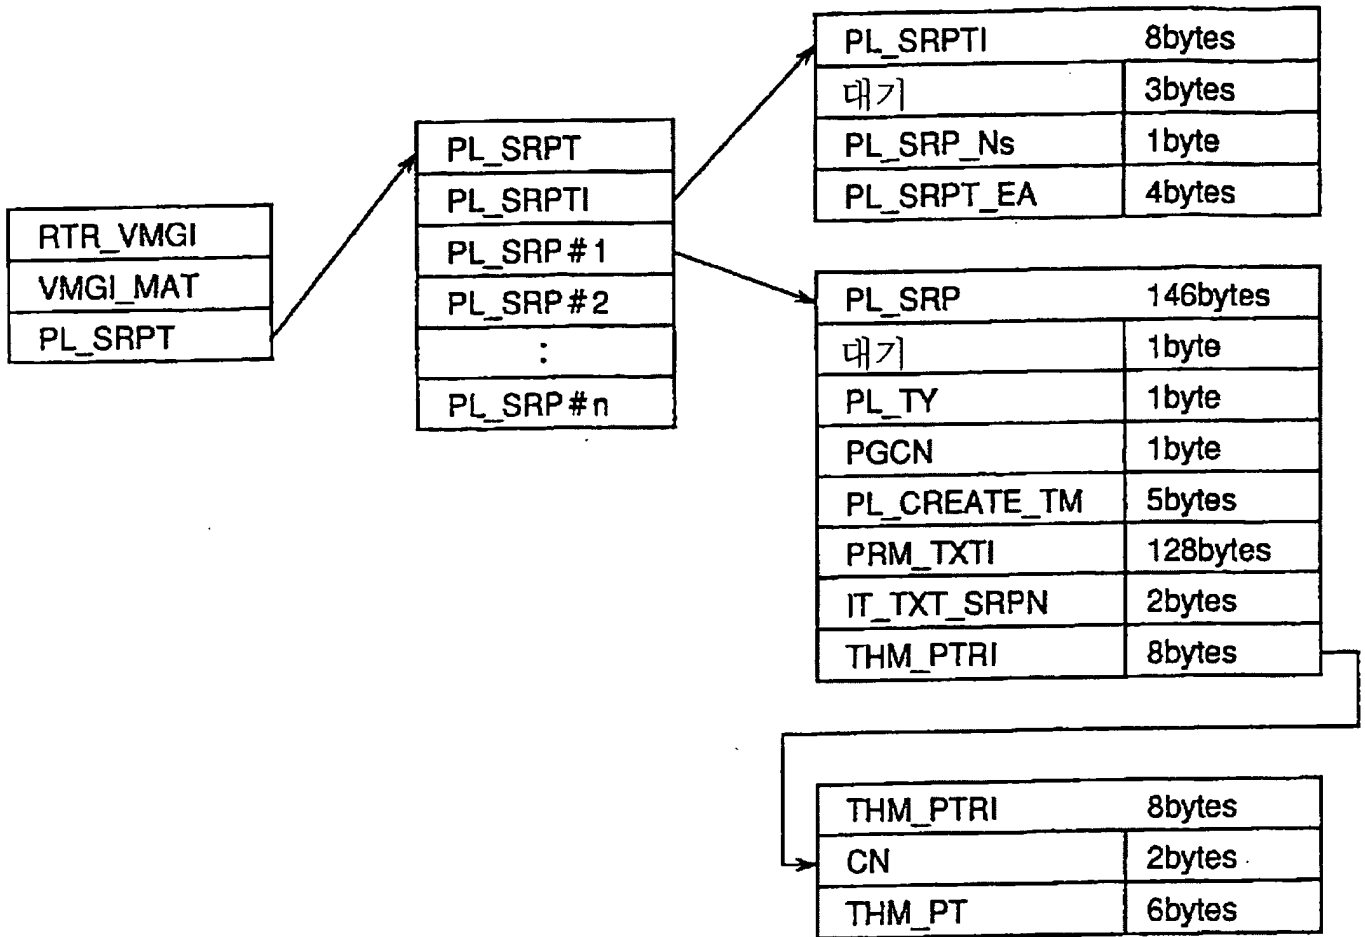 RTR_VMGI
VMGI_MAT
PL_SRPT
PL_SRPT
PL_SRPTI
PL_SRP#1
PL_SRP#2
:
PL_SRP#n
PL_SRPTI 8bytes
대기 3bytes
PL_SRP_Ns 1byte
PL_SRPT_EA 4bytes
PL_SRP 146bytes
대기 1byte
PL_TY 1byte
PGCN 1byte
PL_CREATE_TM 5bytes
PRM_TXTI 128bytes
IT_TXT_SRPN 2bytes
THM_PTRI 8bytes
THM_PTRI 8bytes
CN 2bytes
THM_PT 6bytes